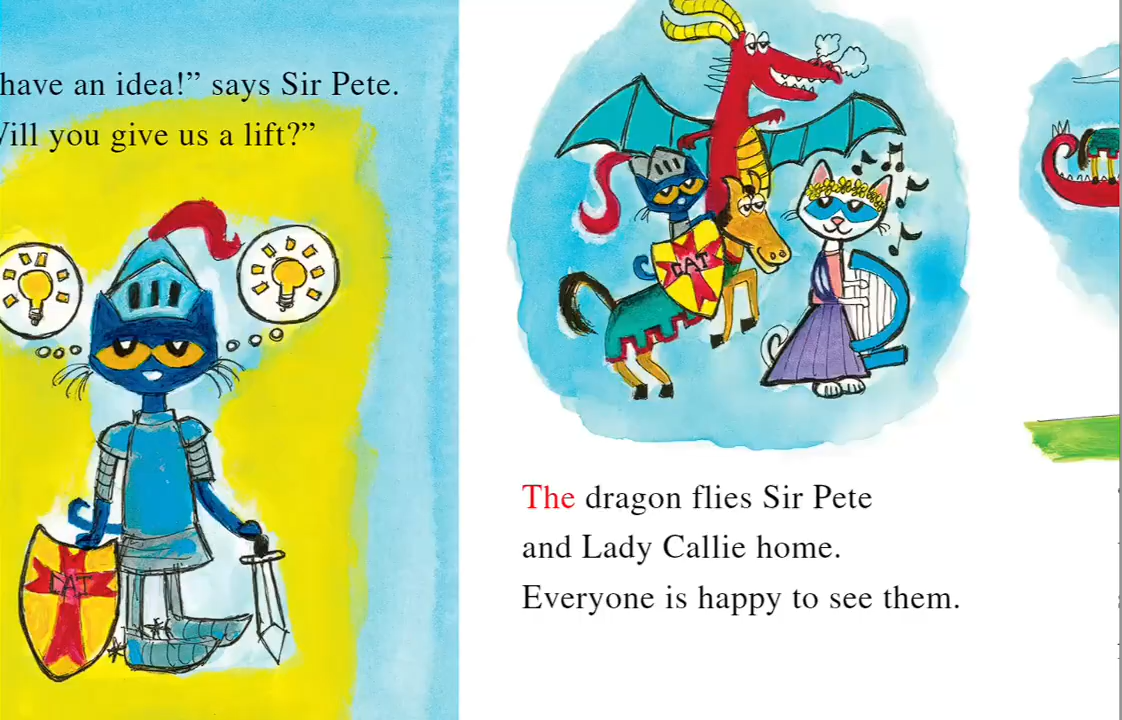 have an idea!” says Sir Pete.
Will you give us a lift?”
CAT
CAT
The dragon flies Sir Pete
and Lady Callie home.
Everyone is happy to see them.